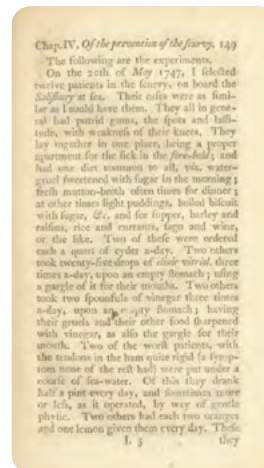 Chap. IV. Of the prevention of the scurvy. 149
The following are the experiments.
On the 20th of May 1747, I selected
twelve patients in the scurvy, on board the
Salisbury at sea. Their cases were as simi-
lar as I could have them. They all in gene-
ral had putrid gums, the spots and lassi-
tude, with weakness of their knees. They
lay together in one place, being a proper
apartment for the sick in the fore-hold; and
had one diet common to all, viz. water-
gruel sweetened with sugar in the morning;
fresh mutton-broth often times for dinner;
at other times light puddings, boiled biscuit
with sugar, &c. and for supper, barley and
raisins, rice and currants, sago and wine,
or the like. Two of these were ordered
each a quart of cyder a-day. Two others
took twenty-five drops of elixir vitriol, three
times a-day, upon an empty stomach; using
a gargle of it for their mouths. Two others
took two spoonfuls of vinegar three times
a-day, upon an empty stomach; having
their gruels and their other food sharpened
with vinegar, as also the gargle for their
mouth. Two of the worst patients, with
the tendons in the ham quite rigid (a symp-
tom none of the rest had) were put under a
course of sea-water. Of this they drank
half a pint every day, and sometimes more
or less, as it operated, by way of gentle
physic. Two others had each two oranges
and one lemon given them every day. These
they